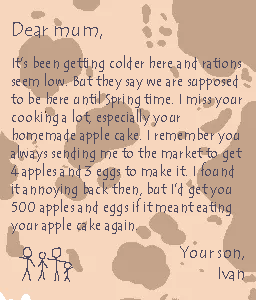 Dear mum,
It's been getting colder here and rations
seem low. But they say we are supposed
to be here until Spring time. I miss your
cooking a lot, especially your
homemade apple cake. I remember you
always sending me to the market to get
4 apples and 3 eggs to make it. I found
it annoying back then, but I'd get you
500 apples and eggs if it meant eating
your apple cake again.
Your son,
Ivan